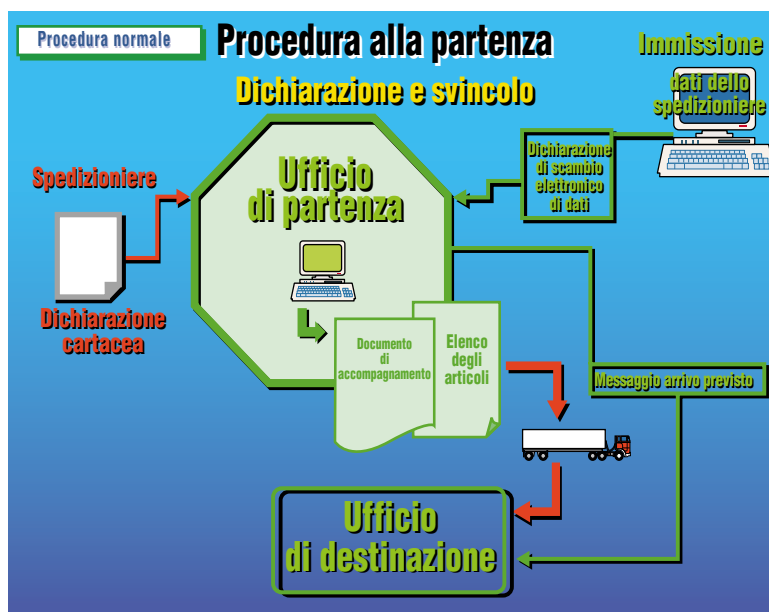 Procedura normale
Procedura alla partenza
Dichiarazione e svincolo
Immissione
dati dello
spedizioniere
Dichiarazione
di scambio
elettronico
di dati
Spedizioniere
Ufficio
di partenza
Dichiarazione
cartacea
Documento
di
accompagnamento
Elenco
degli
articoli
Messaggio arrivo previsto
Ufficio
di destinazione